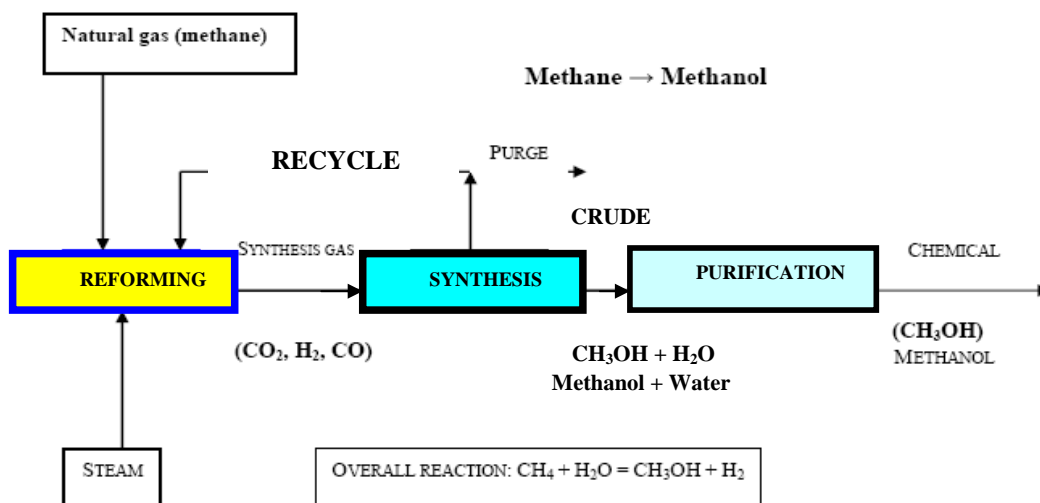 Natural gas (methane)
Methane → Methanol
RECYCLE
PURGE
CRUDE
SYNTHESIS GAS
CHEMICAL
REFORMING
SYNTHESIS
PURIFICATION
(CO₂, H₂, CO)
CH₃OH + H₂O
Methanol + Water
(CH₃OH)
METHANOL
STEAM
OVERALL REACTION: CH₄ + H₂O = CH₃OH + H₂